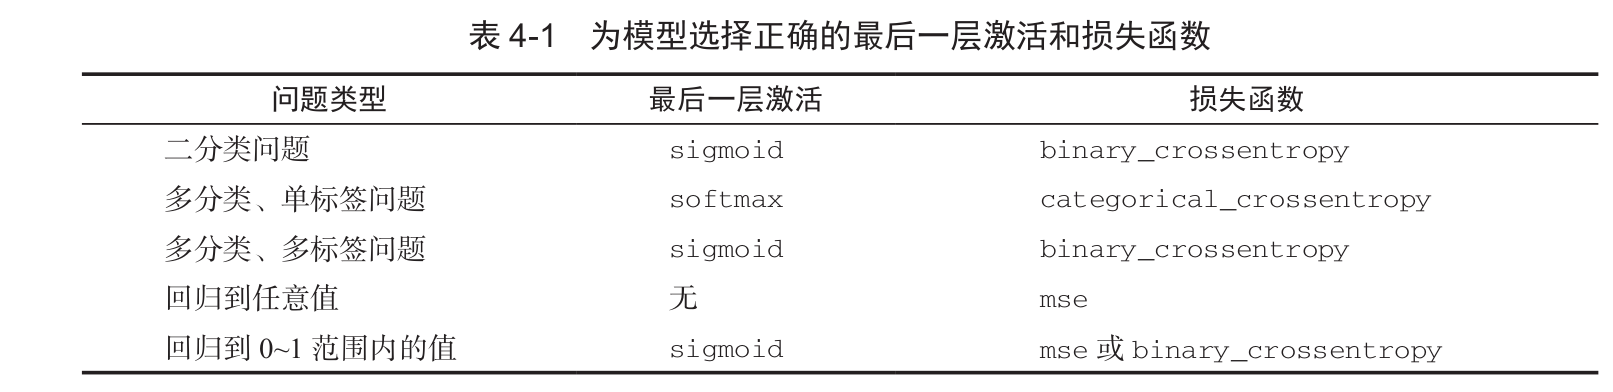 表 4-1 为模型选择正确的最后一层激活和损失函数
问题类型 最后一层激活 损失函数
二分类问题 sigmoid binary_crossentropy
多分类、单标签问题 softmax categorical_crossentropy
多分类、多标签问题 sigmoid binary_crossentropy
回归到任意值 无 mse
回归到 0~1 范围内的值 sigmoid mse 或 binary_crossentropy